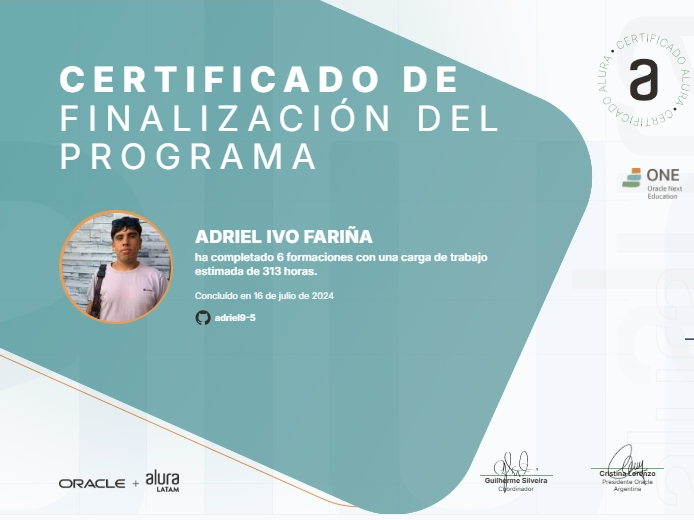 CERTIFICADO DE
FINALIZACIÓN DEL
PROGRAMA
CERTIFICADO ALURA • CERTIFICADO ALURA •
a
ONE
Oracle Next
Education
ADRIEL IVO FARIÑA
ha completado 6 formaciones con una carga de trabajo
estimada de 313 horas.
Concluído en 16 de julio de 2024
adriel9-5
ORACLE + alura
LATAM
Guilherme Silveira
Coordinador
Cristina Lorenzo
Presidente Oracle
Argentina